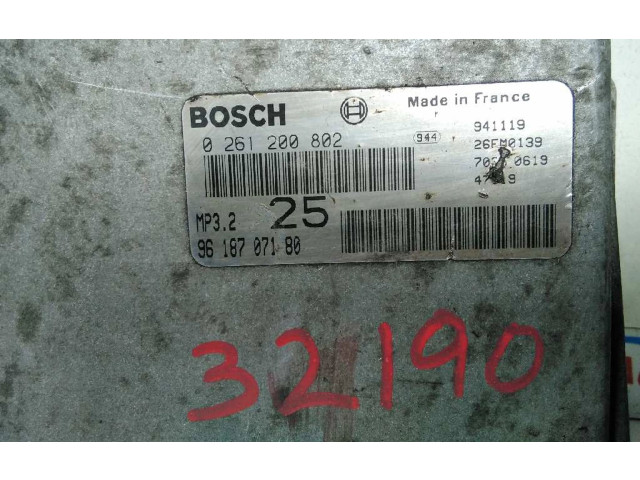 BOSCH Made in France
0 261 200 802 944 941119
26FM0139
0619
MP3.2 25
96 187 071 80
32190